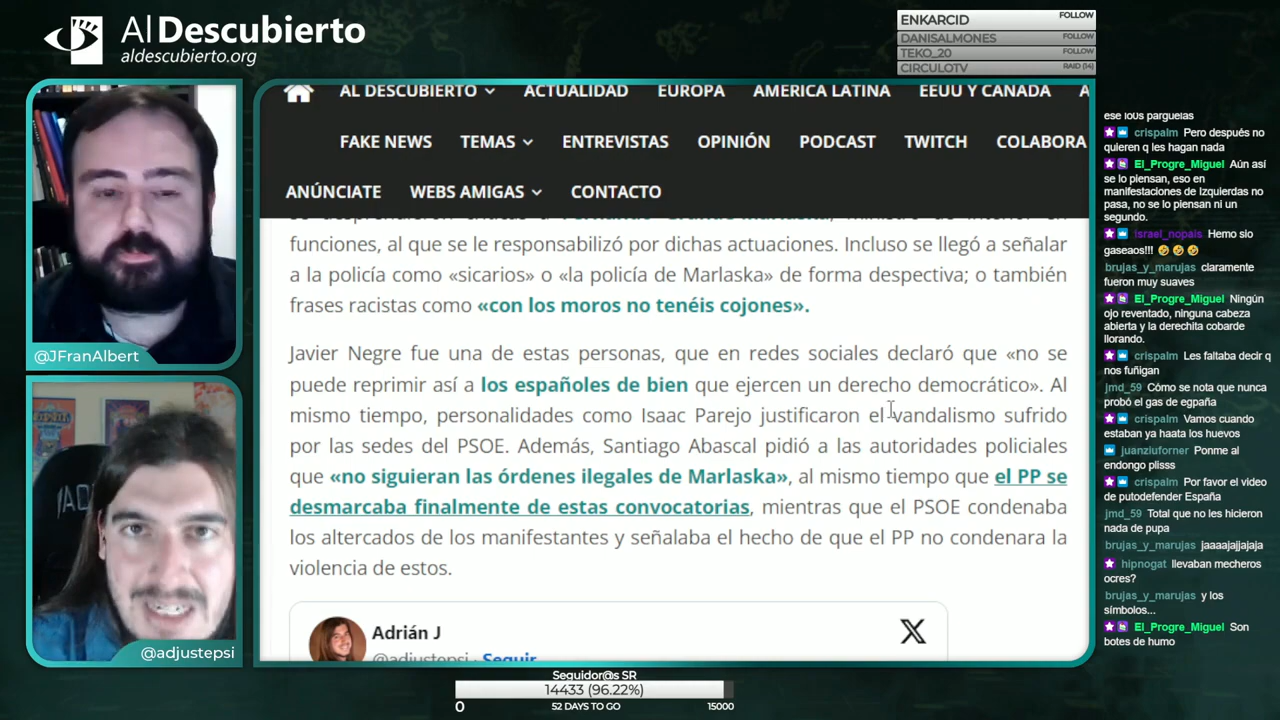 Al Descubierto
aldescubierto.org
ENKARCID FOLLOW
DANISALMONES FOLLOW
TEKO_20 FOLLOW
CIRCULOTV RAID (14)
@JFranAlbert
@adjustepsi
AL DESCUBIERTO ACTUALIDAD EUROPA AMÉRICA LATINA EEUU Y CANADÁ A
FAKE NEWS TEMAS ENTREVISTAS OPINIÓN PODCAST TWITCH COLABORA
ANÚNCIATE WEBS AMIGAS CONTACTO
funciones, al que se le responsabilizó por dichas actuaciones. Incluso se llegó a señalar
a la policía como «sicarios» o «la policía de Marlaska» de forma despectiva; o también
frases racistas como «con los moros no tenéis cojones».
Javier Negre fue una de estas personas, que en redes sociales declaró que «no se
puede reprimir así a los españoles de bien que ejercen un derecho democrático». Al
mismo tiempo, personalidades como Isaac Parejo justificaron el vandalismo sufrido
por las sedes del PSOE. Además, Santiago Abascal pidió a las autoridades policiales
que «no siguieran las órdenes ilegales de Marlaska», al mismo tiempo que el PP se
desmarcaba finalmente de estas convocatorias, mientras que el PSOE condenaba
los altercados de los manifestantes y señalaba el hecho de que el PP no condenara la
violencia de estos.
Adrián J
@adjustepsi · Seguir
crispalm Pero después no
quieren q les hagan nada
El_Progre_Miguel Aún así
se lo piensan, eso en
manifestaciones de Izquierdas no
pasa, no se lo piensan ni un
segundo.
israel_nopais Hemo sio
gaseaos!!! 🤣 🤣 🤣
brujas_y_marujas claramente
fueron muy suaves
El_Progre_Miguel Ningún
ojo reventado, ninguna cabeza
abierta y la derechita cobarde
llorando.
crispalm Les faltaba decir q
nos fuñigan
jmd_59 Cómo se nota que nunca
probó el gas de egpaña
crispalm Vamos cuando
estaban ya haata los huevos
juanziuforner Ponme al
endongo plisss
crispalm Por favor el video
de putodefender España
jmd_59 Total que no les hicieron
nada de pupa
brujas_y_marujas jaaaajajjajaja
hipnogat llevaban mecheros
ocres?
brujas_y_marujas y los
símbolos...
El_Progre_Miguel Son
botes de humo
Seguidor@s SR
14433 (96.22%)
0 52 DAYS TO GO 15000